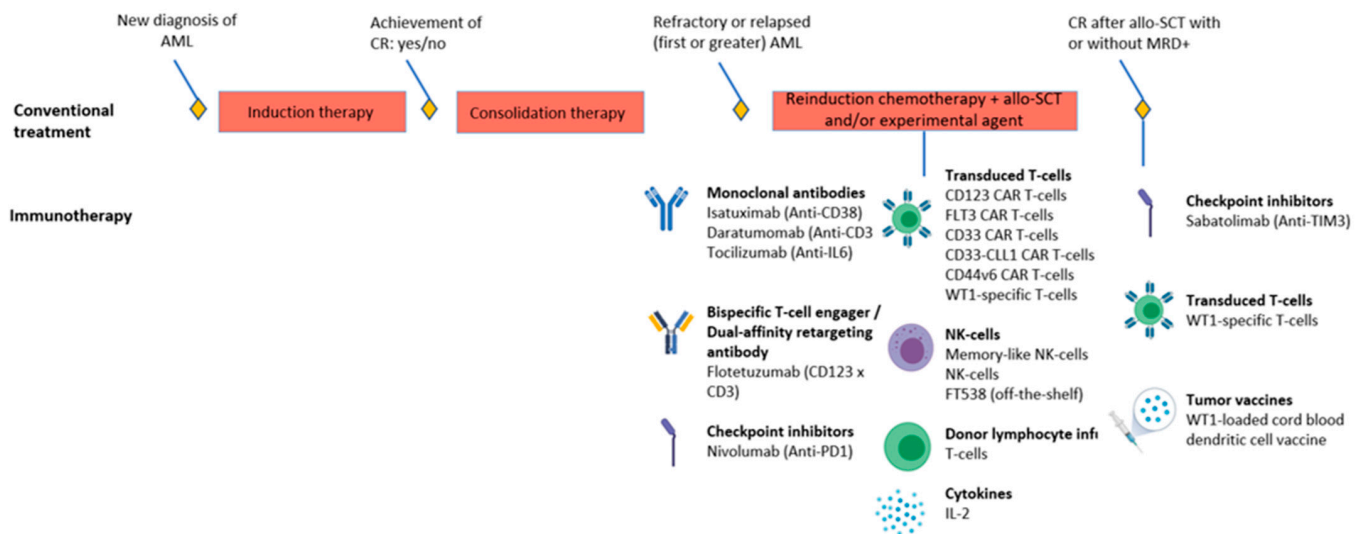 New diagnosis of
AML
Achievement of
CR: yes/no
Refractory or relapsed
(first or greater) AML
CR after allo-SCT with
or without MRD+
Conventional
treatment
Induction therapy
Consolidation therapy
Reinduction chemotherapy + allo-SCT
and/or experimental agent
Immunotherapy
Monoclonal antibodies
Isatuximab (Anti-CD38)
Daratumomab (Anti-CD3
Tocilizumab (Anti-IL6)
Bispecific T-cell engager /
Dual-affinity retargeting
antibody
Flotetuzumab (CD123 x
CD3)
Checkpoint inhibitors
Nivolumab (Anti-PD1)
Transduced T-cells
CD123 CAR T-cells
FLT3 CAR T-cells
CD33 CAR T-cells
CD33-CLL1 CAR T-cells
CD44v6 CAR T-cells
WT1-specific T-cells
NK-cells
Memory-like NK-cells
NK-cells
FT538 (off-the-shelf)
Donor lymphocyte infu
T-cells
Cytokines
IL-2
Checkpoint inhibitors
Sabatolimab (Anti-TIM3)
Transduced T-cells
WT1-specific T-cells
Tumor vaccines
WT1-loaded cord blood
dendritic cell vaccine